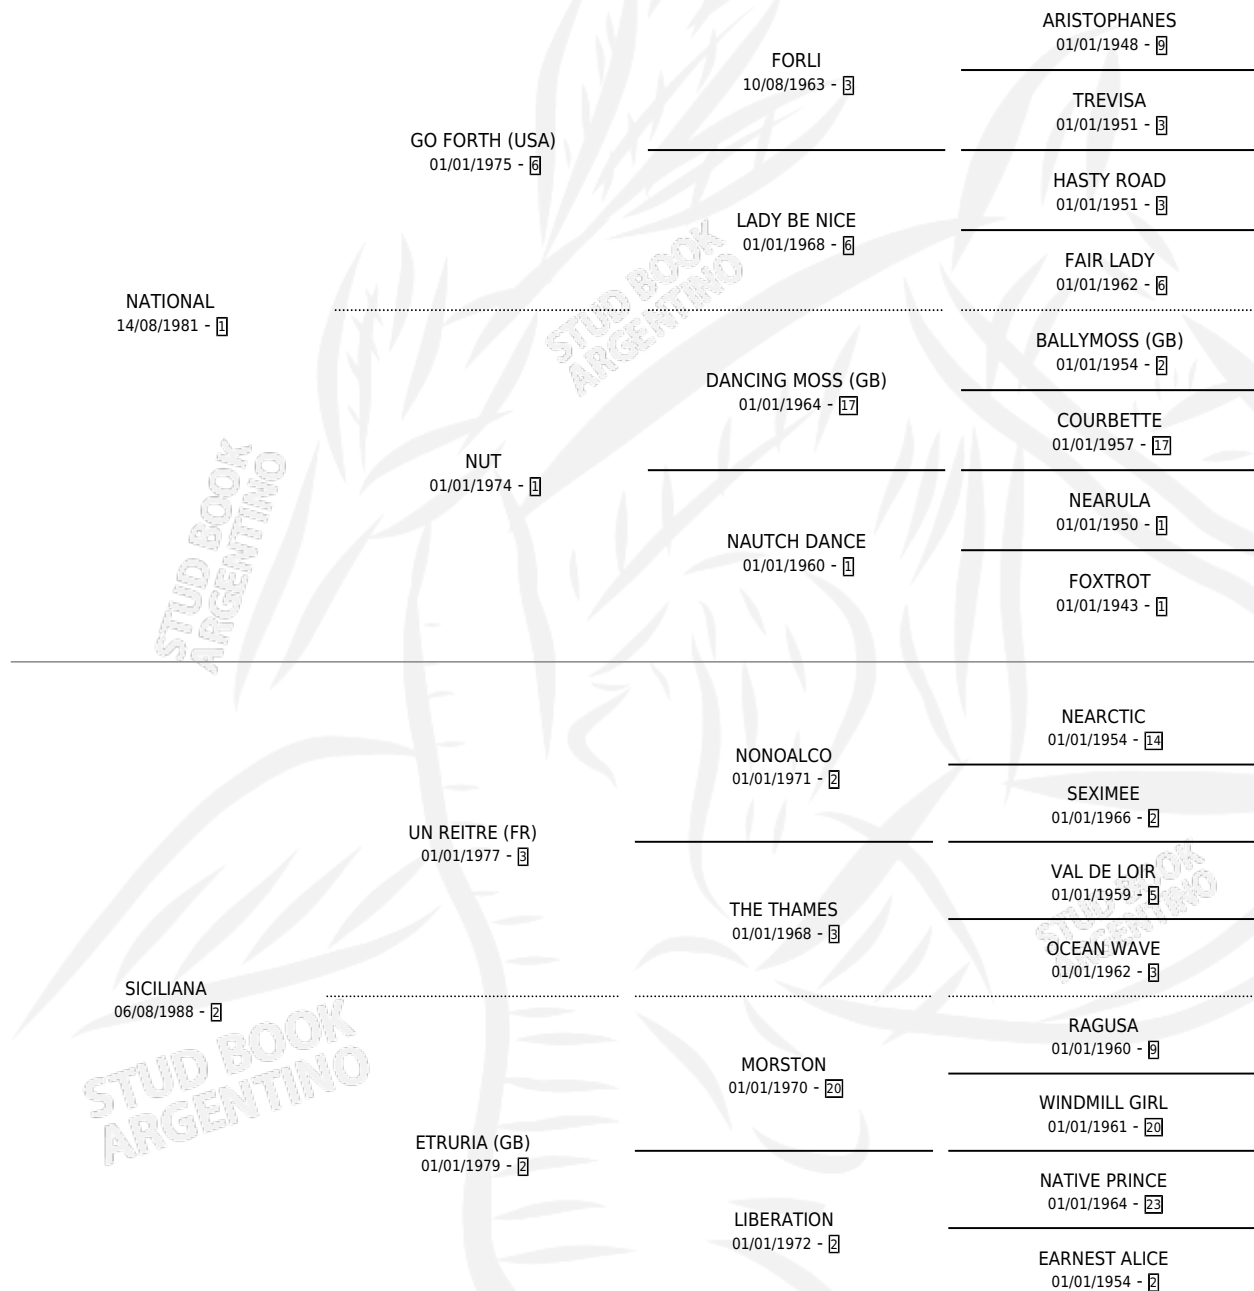 ARISTOPHANES
01/01/1948 - 9
FORLI
10/08/1963 - 3
TREVISA
01/01/1951 - 3
GO FORTH (USA)
01/01/1975 - 6
HASTY ROAD
01/01/1951 - 3
LADY BE NICE
01/01/1968 - 6
FAIR LADY
01/01/1962 - 6
NATIONAL
14/08/1981 - 1
STUD BOOK
ARGENTINO
BALLYMOSS (GB)
01/01/1954 - 2
DANCING MOSS (GB)
01/01/1964 - 17
COURBETTE
01/01/1957 - 17
NUT
01/01/1974 - 1
NEARULA
01/01/1950 - 1
NAUTCH DANCE
01/01/1960 - 1
FOXTROT
01/01/1943 - 1
STUD BOOK
ARGENTINO
NEARCTIC
01/01/1954 - 14
NONOALCO
01/01/1971 - 2
SEXIMEE
01/01/1966 - 2
UN REITRE (FR)
01/01/1977 - 3
VAL DE LOIR
01/01/1959 - 5
THE THAMES
01/01/1968 - 3
STUD BOOK
ARGENTINO
OCEAN WAVE
01/01/1962 - 3
SICILIANA
06/08/1988 - 2
STUD BOOK
ARGENTINO
RAGUSA
01/01/1960 - 9
MORSTON
01/01/1970 - 20
WINDMILL GIRL
01/01/1961 - 20
ETRURIA (GB)
01/01/1979 - 2
NATIVE PRINCE
01/01/1964 - 23
LIBERATION
01/01/1972 - 2
EARNEST ALICE
01/01/1954 - 2